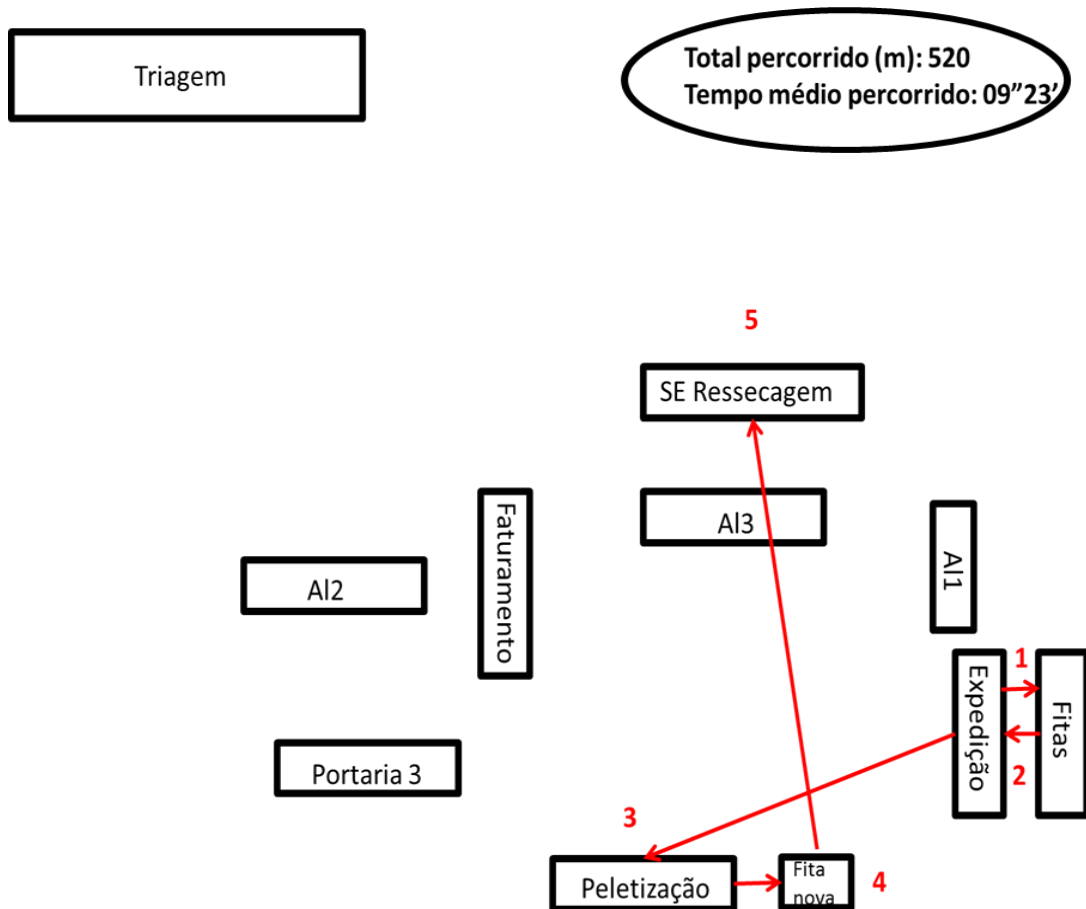 Triagem
Total percorrido (m): 520
Tempo médio percorrido: 09”23’
5
SE Ressecagem
Al3
Faturamento
Al2
Al1
Expedição
1
2
Fitas
Portaria 3
3
Peletização
Fita
nova
4